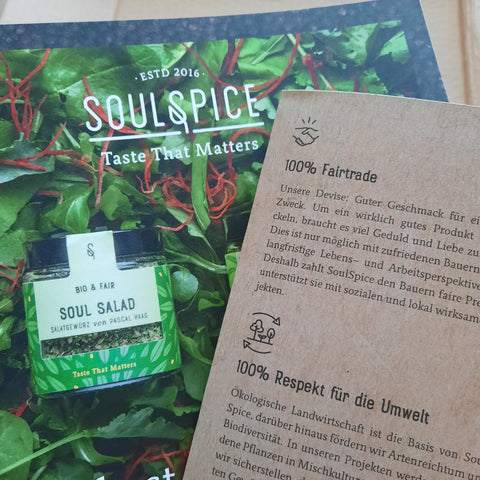 · ESTD 2016 ·
SOULSPICE
Taste That Matters
BIO & FAIR
SOUL SALAD
SALATGEWÜRZ von PASCAL HAAG
Taste That Matters
100% Fairtrade
Unsere Devise: Guter Geschmack für
Zweck. Um ein wirklich gutes Produkt
ckeln, braucht es viel Geduld und Liebe zu
Dies ist nur möglich mit zufriedenen Bauern
langfristige Lebens– und Arbeitsperspektive
Deshalb zahlt SoulSpice den Bauern faire Pre
unterstützt sie mit sozialen und lokal wirksam
jekten.
100% Respekt für die Umwelt
Ökologische Landwirtschaft ist die Basis von Sou
Spice, darüber hinaus fördern wir Artenreichtum u
Biodiversität. In unseren Projekten werd
dene Pflanzen in Mischkultu
wir sicherstellen, d
ten Ge